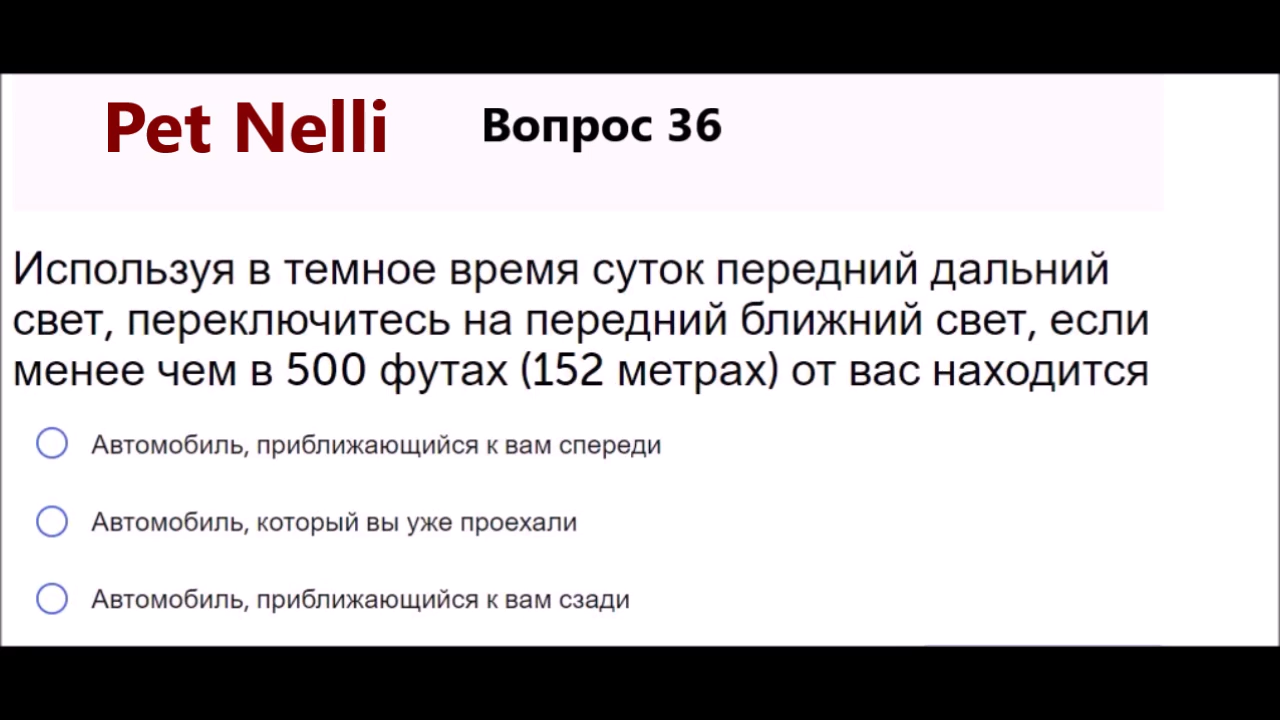 Pet Nelli Вопрос 36
Используя в темное время суток передний дальний
свет, переключитесь на передний ближний свет, если
менее чем в 500 футах (152 метрах) от вас находится
Автомобиль, приближающийся к вам спереди
Автомобиль, который вы уже проехали
Автомобиль, приближающийся к вам сзади